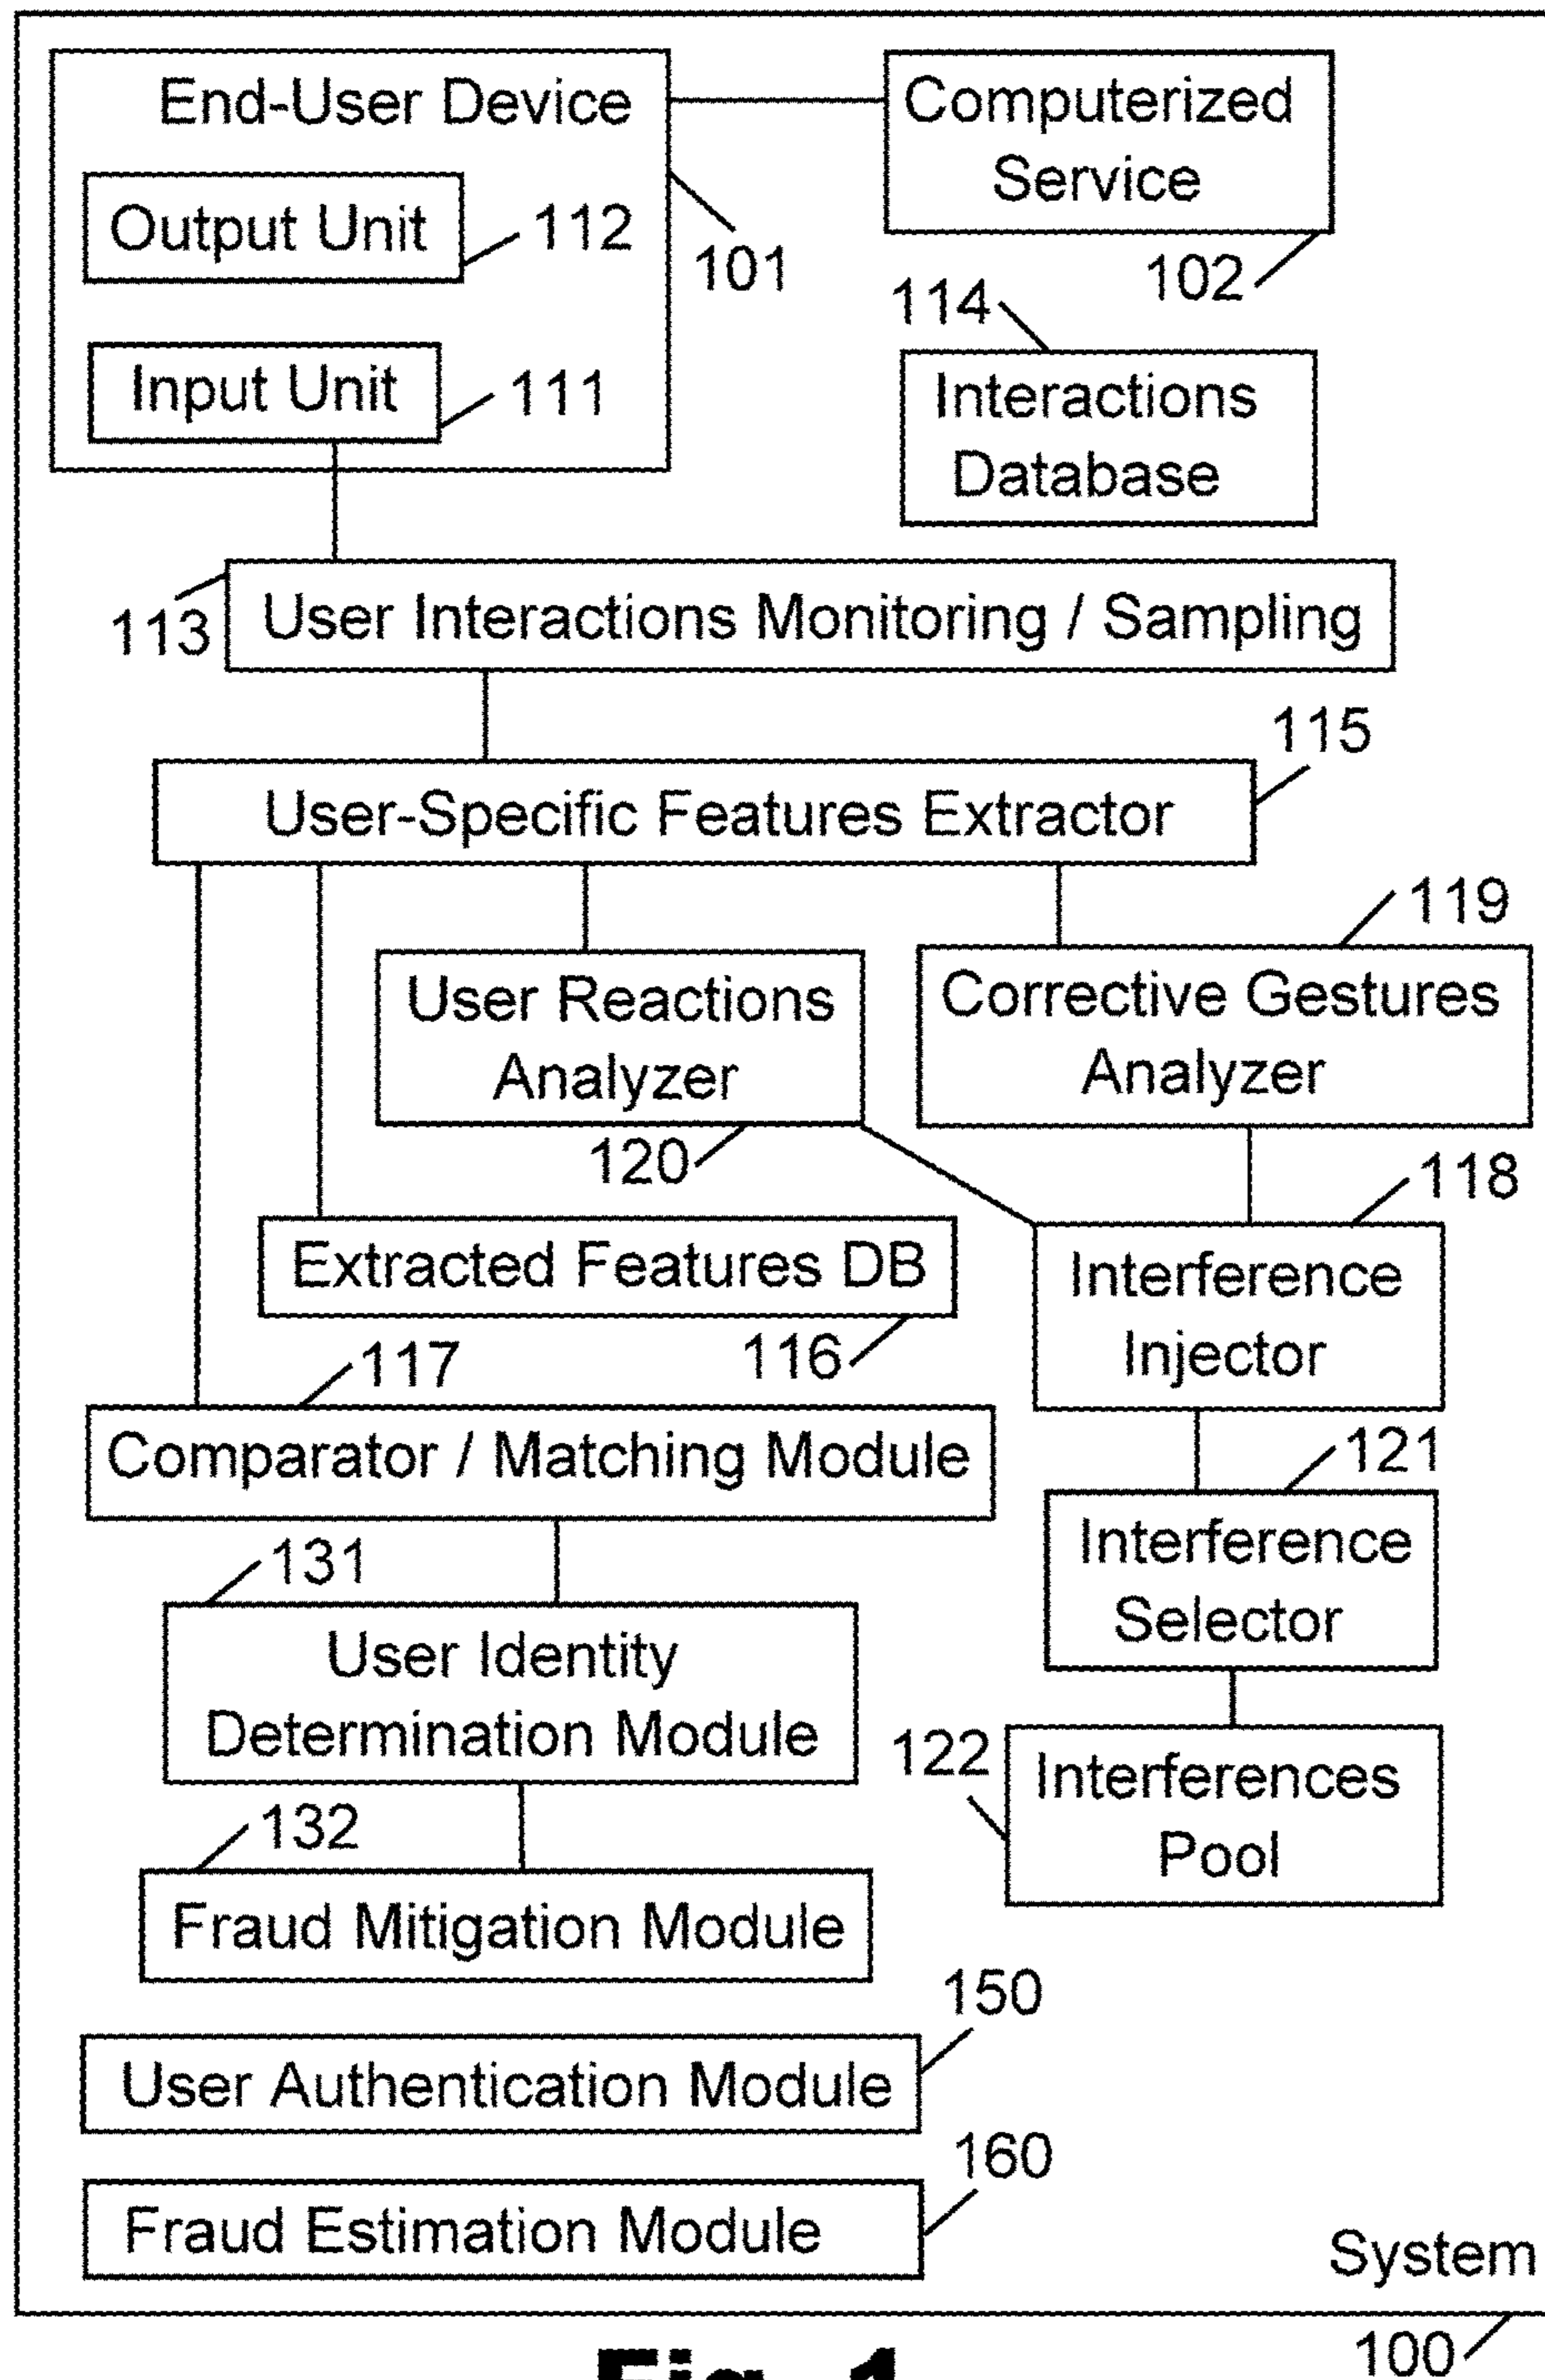 End-User Device
Computerized
Service
Output Unit
112
101
102
114
Input Unit
111
Interactions
Database
113
User Interactions Monitoring / Sampling
115
User-Specific Features Extractor
119
User Reactions
Analyzer
Corrective Gestures
Analyzer
120
118
Extracted Features DB
Interference
Injector
116
117
Comparator / Matching Module
121
131
Interference
Selector
User Identity
Determination Module
122
Interferences
Pool
132
Fraud Mitigation Module
150
User Authentication Module
160
Fraud Estimation Module
System
100
Fig. 1